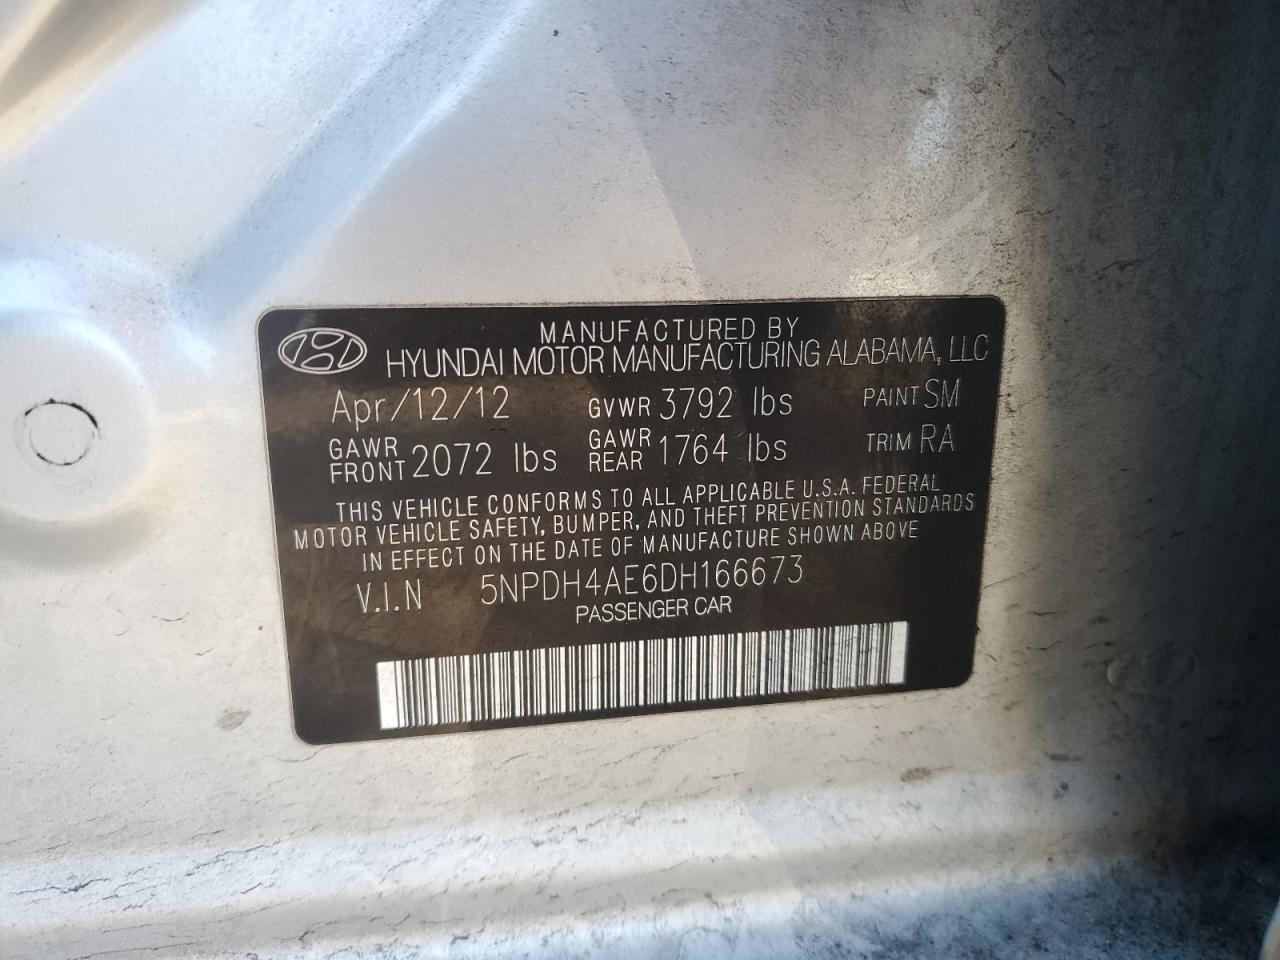 MANUFACTURED BY
HYUNDAI MOTOR MANUFACTURING ALABAMA, LLC
Apr/12/12 GVWR 3792 lbs PAINT SM
GAWR FRONT 2072 lbs GAWR REAR 1764 lbs TRIM RA
THIS VEHICLE CONFORMS TO ALL APPLICABLE U.S.A. FEDERAL
MOTOR VEHICLE SAFETY, BUMPER, AND THEFT PREVENTION STANDARDS
IN EFFECT ON THE DATE OF MANUFACTURE SHOWN ABOVE
V.I.N 5NPDH4AE6DH166673
PASSENGER CAR